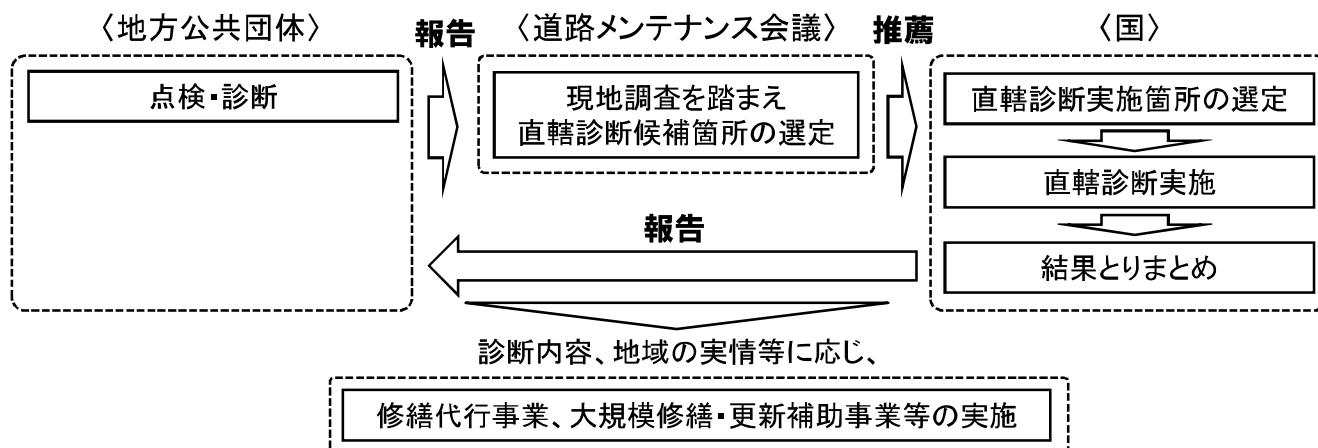 〈地方公共団体〉
報告
〈道路メンテナンス会議〉
推薦
〈国〉
点検・診断
現地調査を踏まえ
直轄診断候補箇所の選定
直轄診断実施箇所の選定
直轄診断実施
結果とりまとめ
報告
診断内容、地域の実情等に応じ、
修繕代行事業、大規模修繕・更新補助事業等の実施